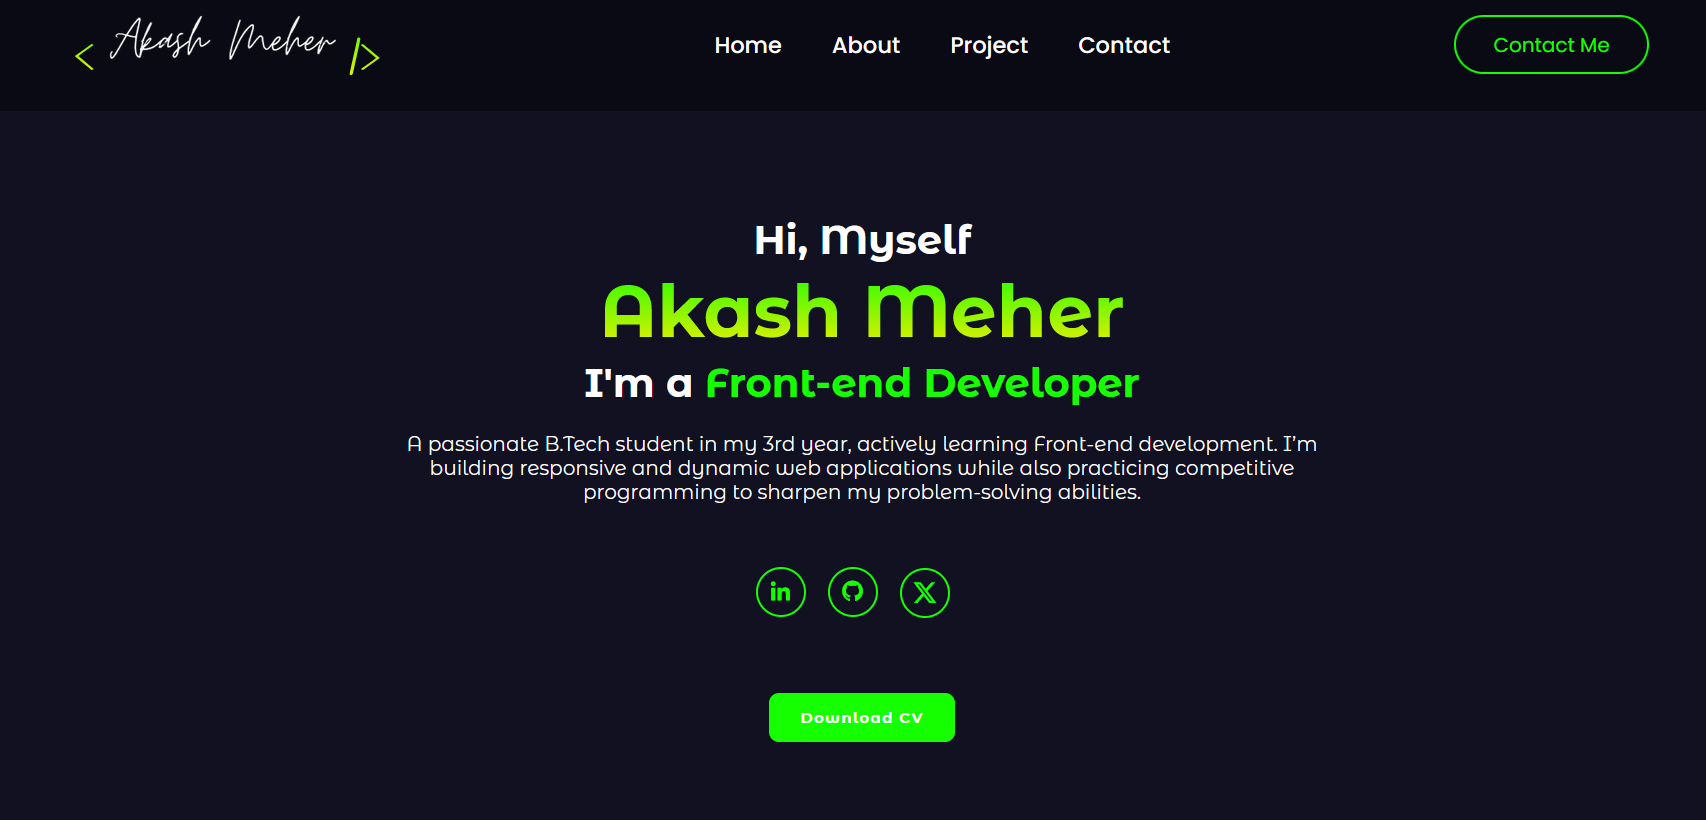 < Akash Meher />
Home About Project Contact
Contact Me
Hi, Myself
Akash Meher
I'm a Front-end Developer
A passionate B.Tech student in my 3rd year, actively learning Front-end development. I’m
building responsive and dynamic web applications while also practicing competitive
programming to sharpen my problem-solving abilities.
in
X
Download CV